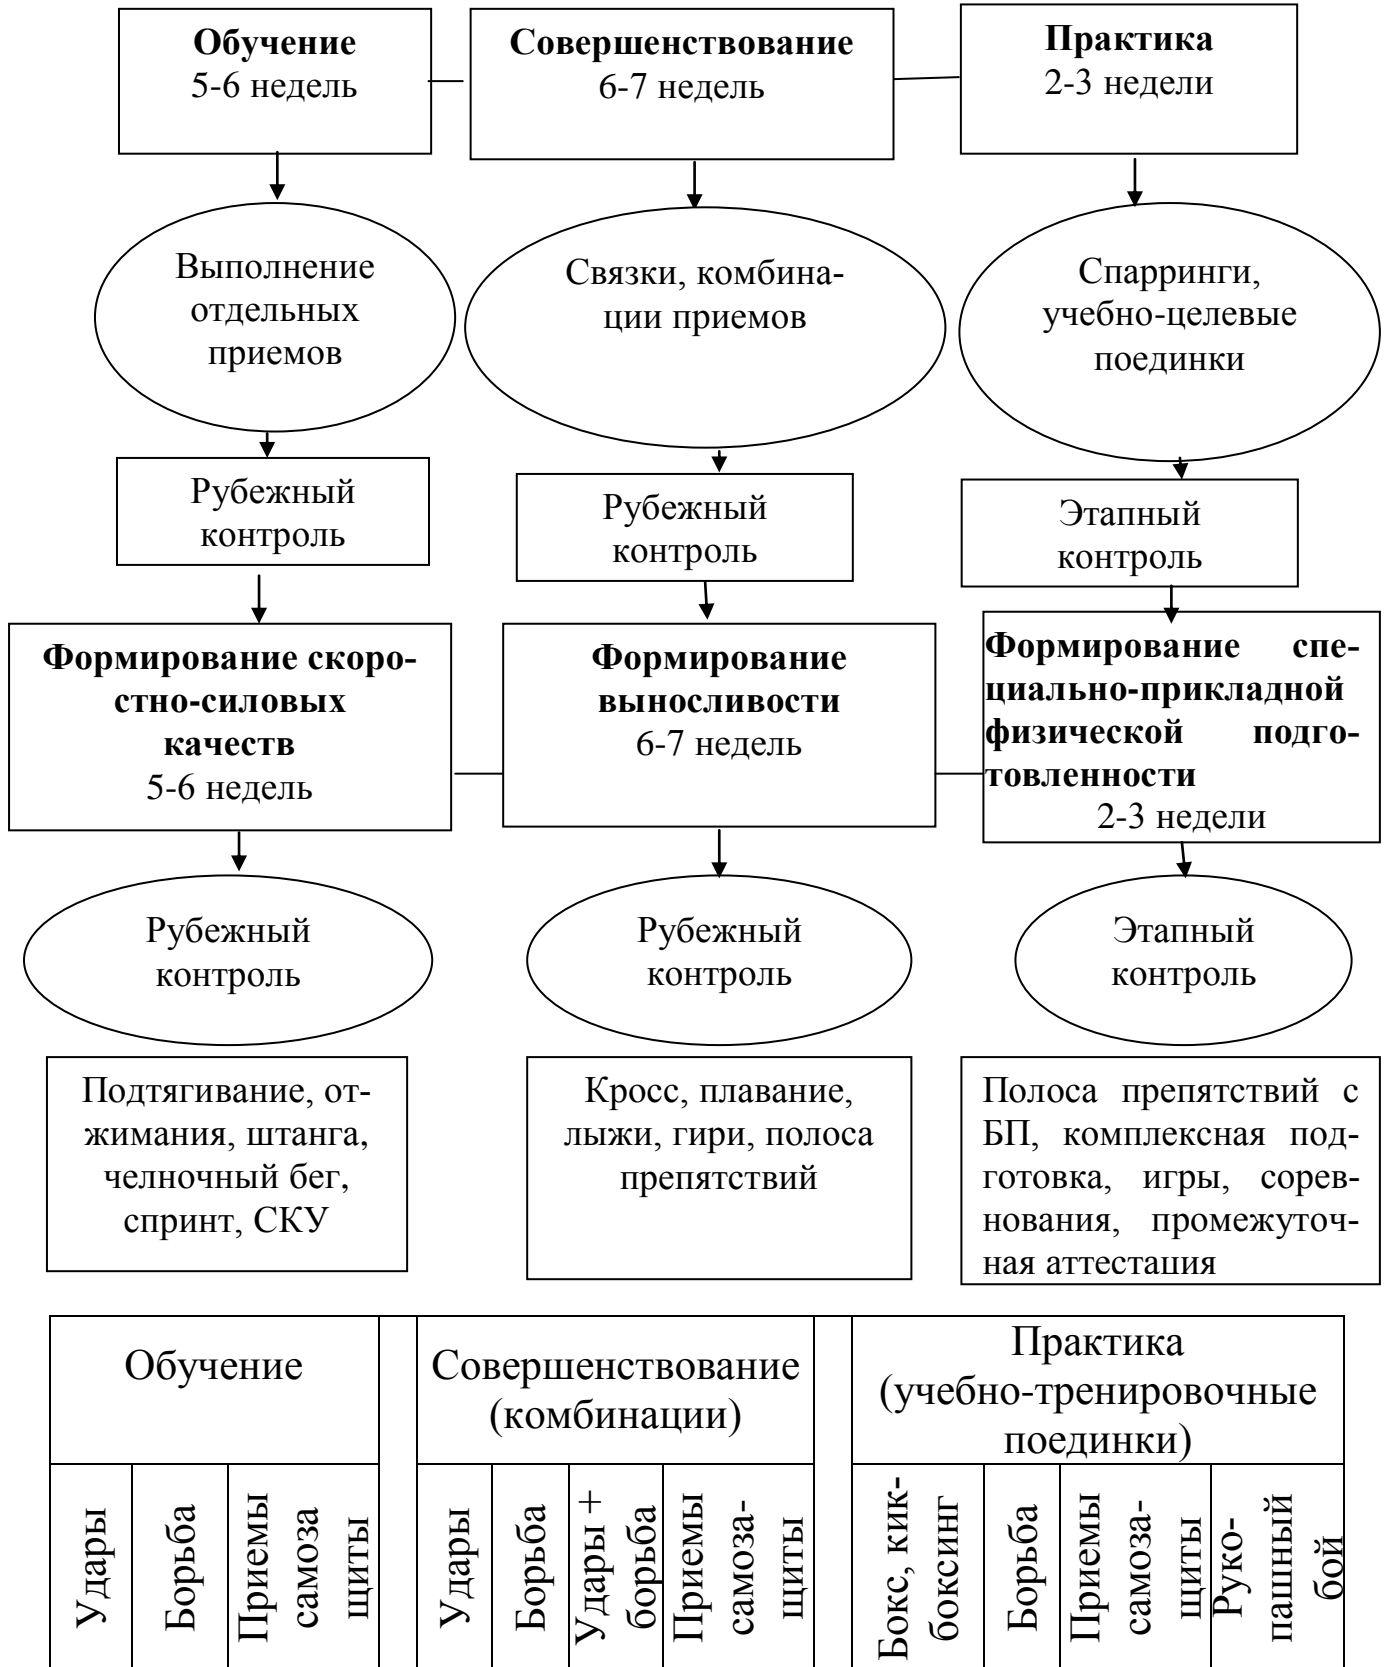 Обучение
5-6 недель
Совершенствование
6-7 недель
Практика
2-3 недели
Выполнение
отдельных
приемов
Связки, комбина-
ции приемов
Спарринги,
учебно-целевые
поединки
Рубежный
контроль
Рубежный
контроль
Этапный
контроль
Формирование скоро-
стно-силовых
качеств
5-6 недель
Формирование
выносливости
6-7 недель
Формирование спе-
циально-прикладной
физической подго-
товленности
2-3 недели
Рубежный
контроль
Рубежный
контроль
Этапный
контроль
Подтягивание, от-
жимания, штанга,
челночный бег,
спринт, СКУ
Кросс, плавание,
лыжи, гири, полоса
препятствий
Полоса препятствий с
БП, комплексная под-
готовка, игры, сорев-
нования, промежуточ-
ная аттестация
Обучение
Совершенствование
(комбинации)
Практика
(учебно-тренировочные
поединки)
Удары
Борьба
Приемы
самоза
щиты
Удары
Борьба
Удары +
борьба
Приемы
самоза-
щиты
Бокс, кик-
боксинг
Борьба
Приемы
самоза-
щиты
Руко-
пашный
бой